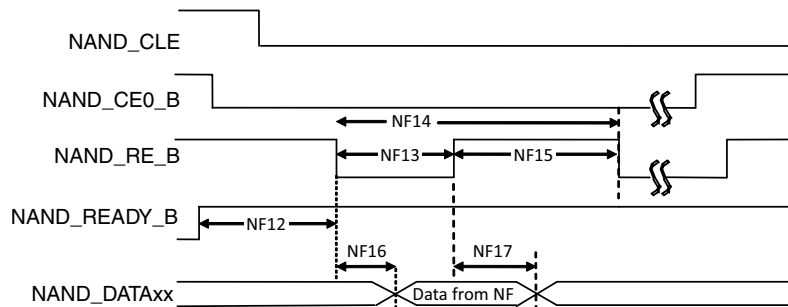 NAND_CLE
NAND_CE0_B
NF14
NAND_RE_B
NF13
NF15
NAND_READY_B
NF12
NF16
NF17
NAND_DATAxx
Data from NF